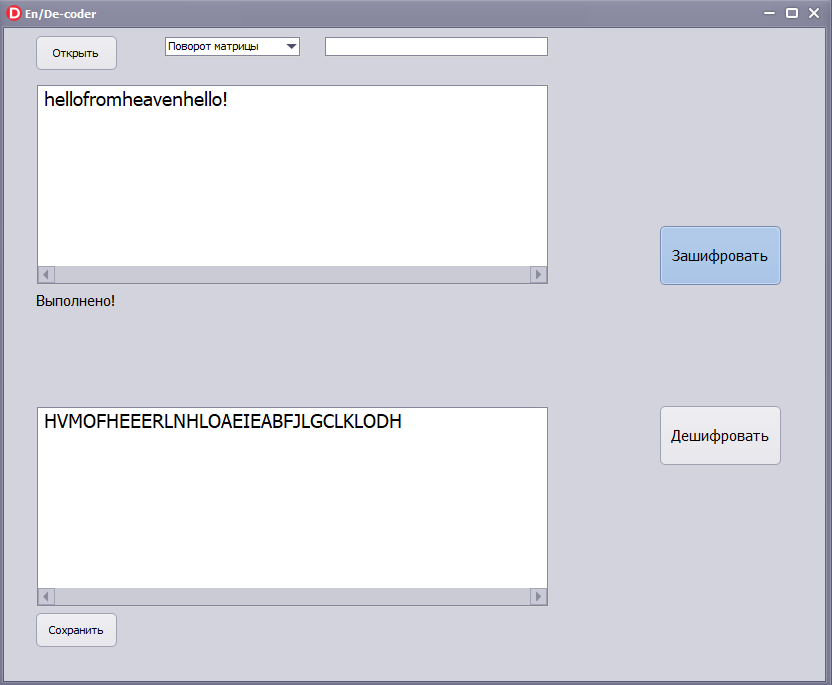 D En/De-coder
Открыть
Поворот матрицы
hellofromheavenhello!
Зашифровать
Выполнено!
HVMOFHEEERLNHLOAEIEABFJLGCLKLODH
Дешифровать
Сохранить